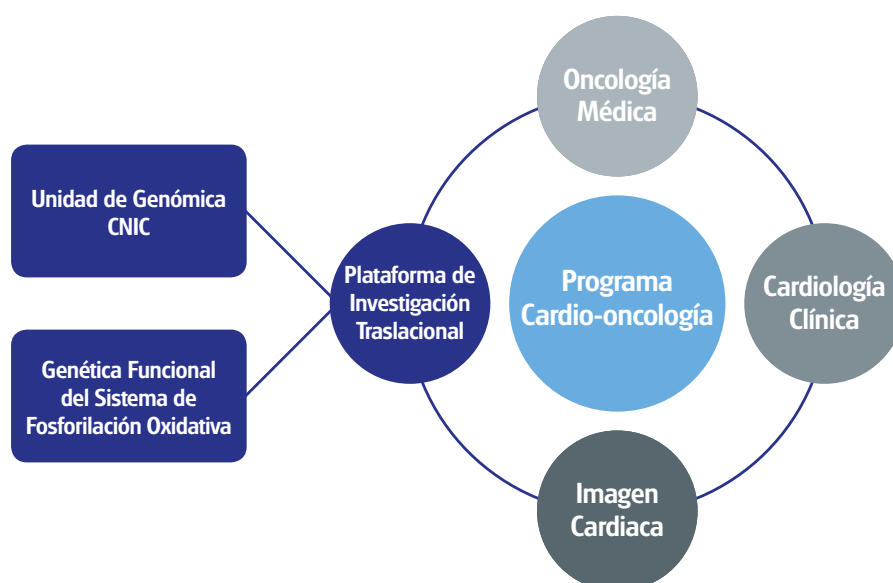 Oncología
Médica
Unidad de Genómica
CNIC
Plataforma de
Investigación
Traslacional
Programa
Cardio-oncología
Cardiología
Clínica
Genética Funcional
del Sistema de
Fosforilación Oxidativa
Imagen
Cardiaca